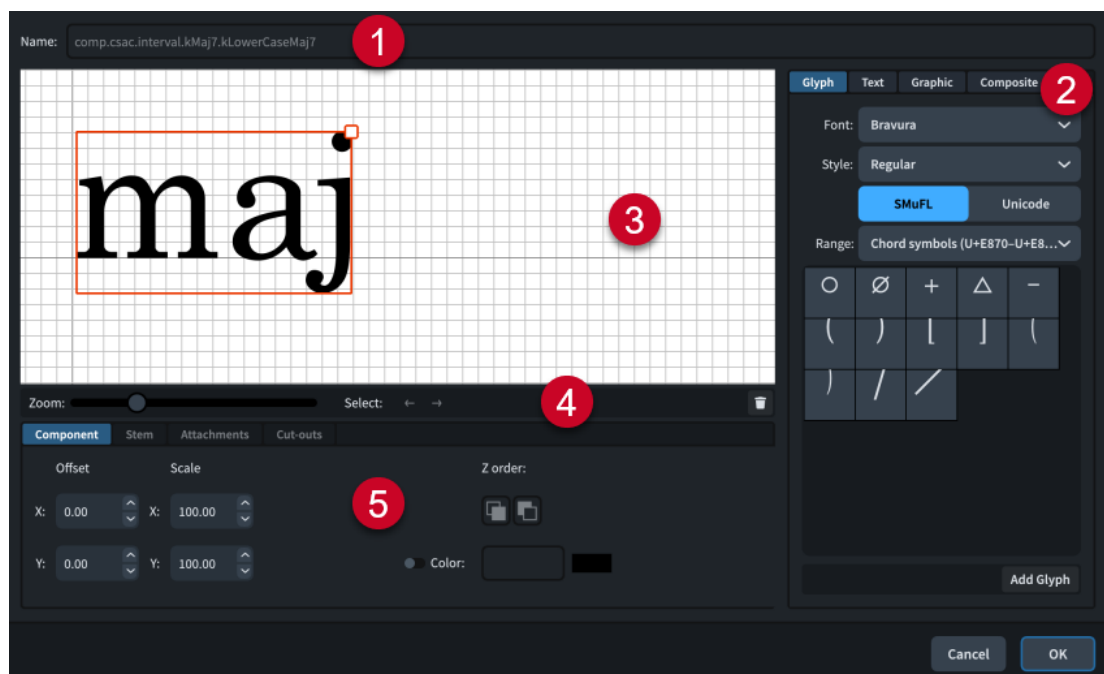 Name: comp.csac.interval.kMaj7.kLowerCaseMaj7 1
Glyph Text Graphic Composite 2
Font: Bravura
Style: Regular
SMuFL Unicode
Range: Chord symbols (U+E870–U+E8...
maj
3
Zoom: Select: ← → 4
Component Stem Attachments Cut-outs
Offset Scale Z order:
X: 0.00 X: 100.00 5
Y: 0.00 Y: 100.00 Color:
Add Glyph
Cancel OK